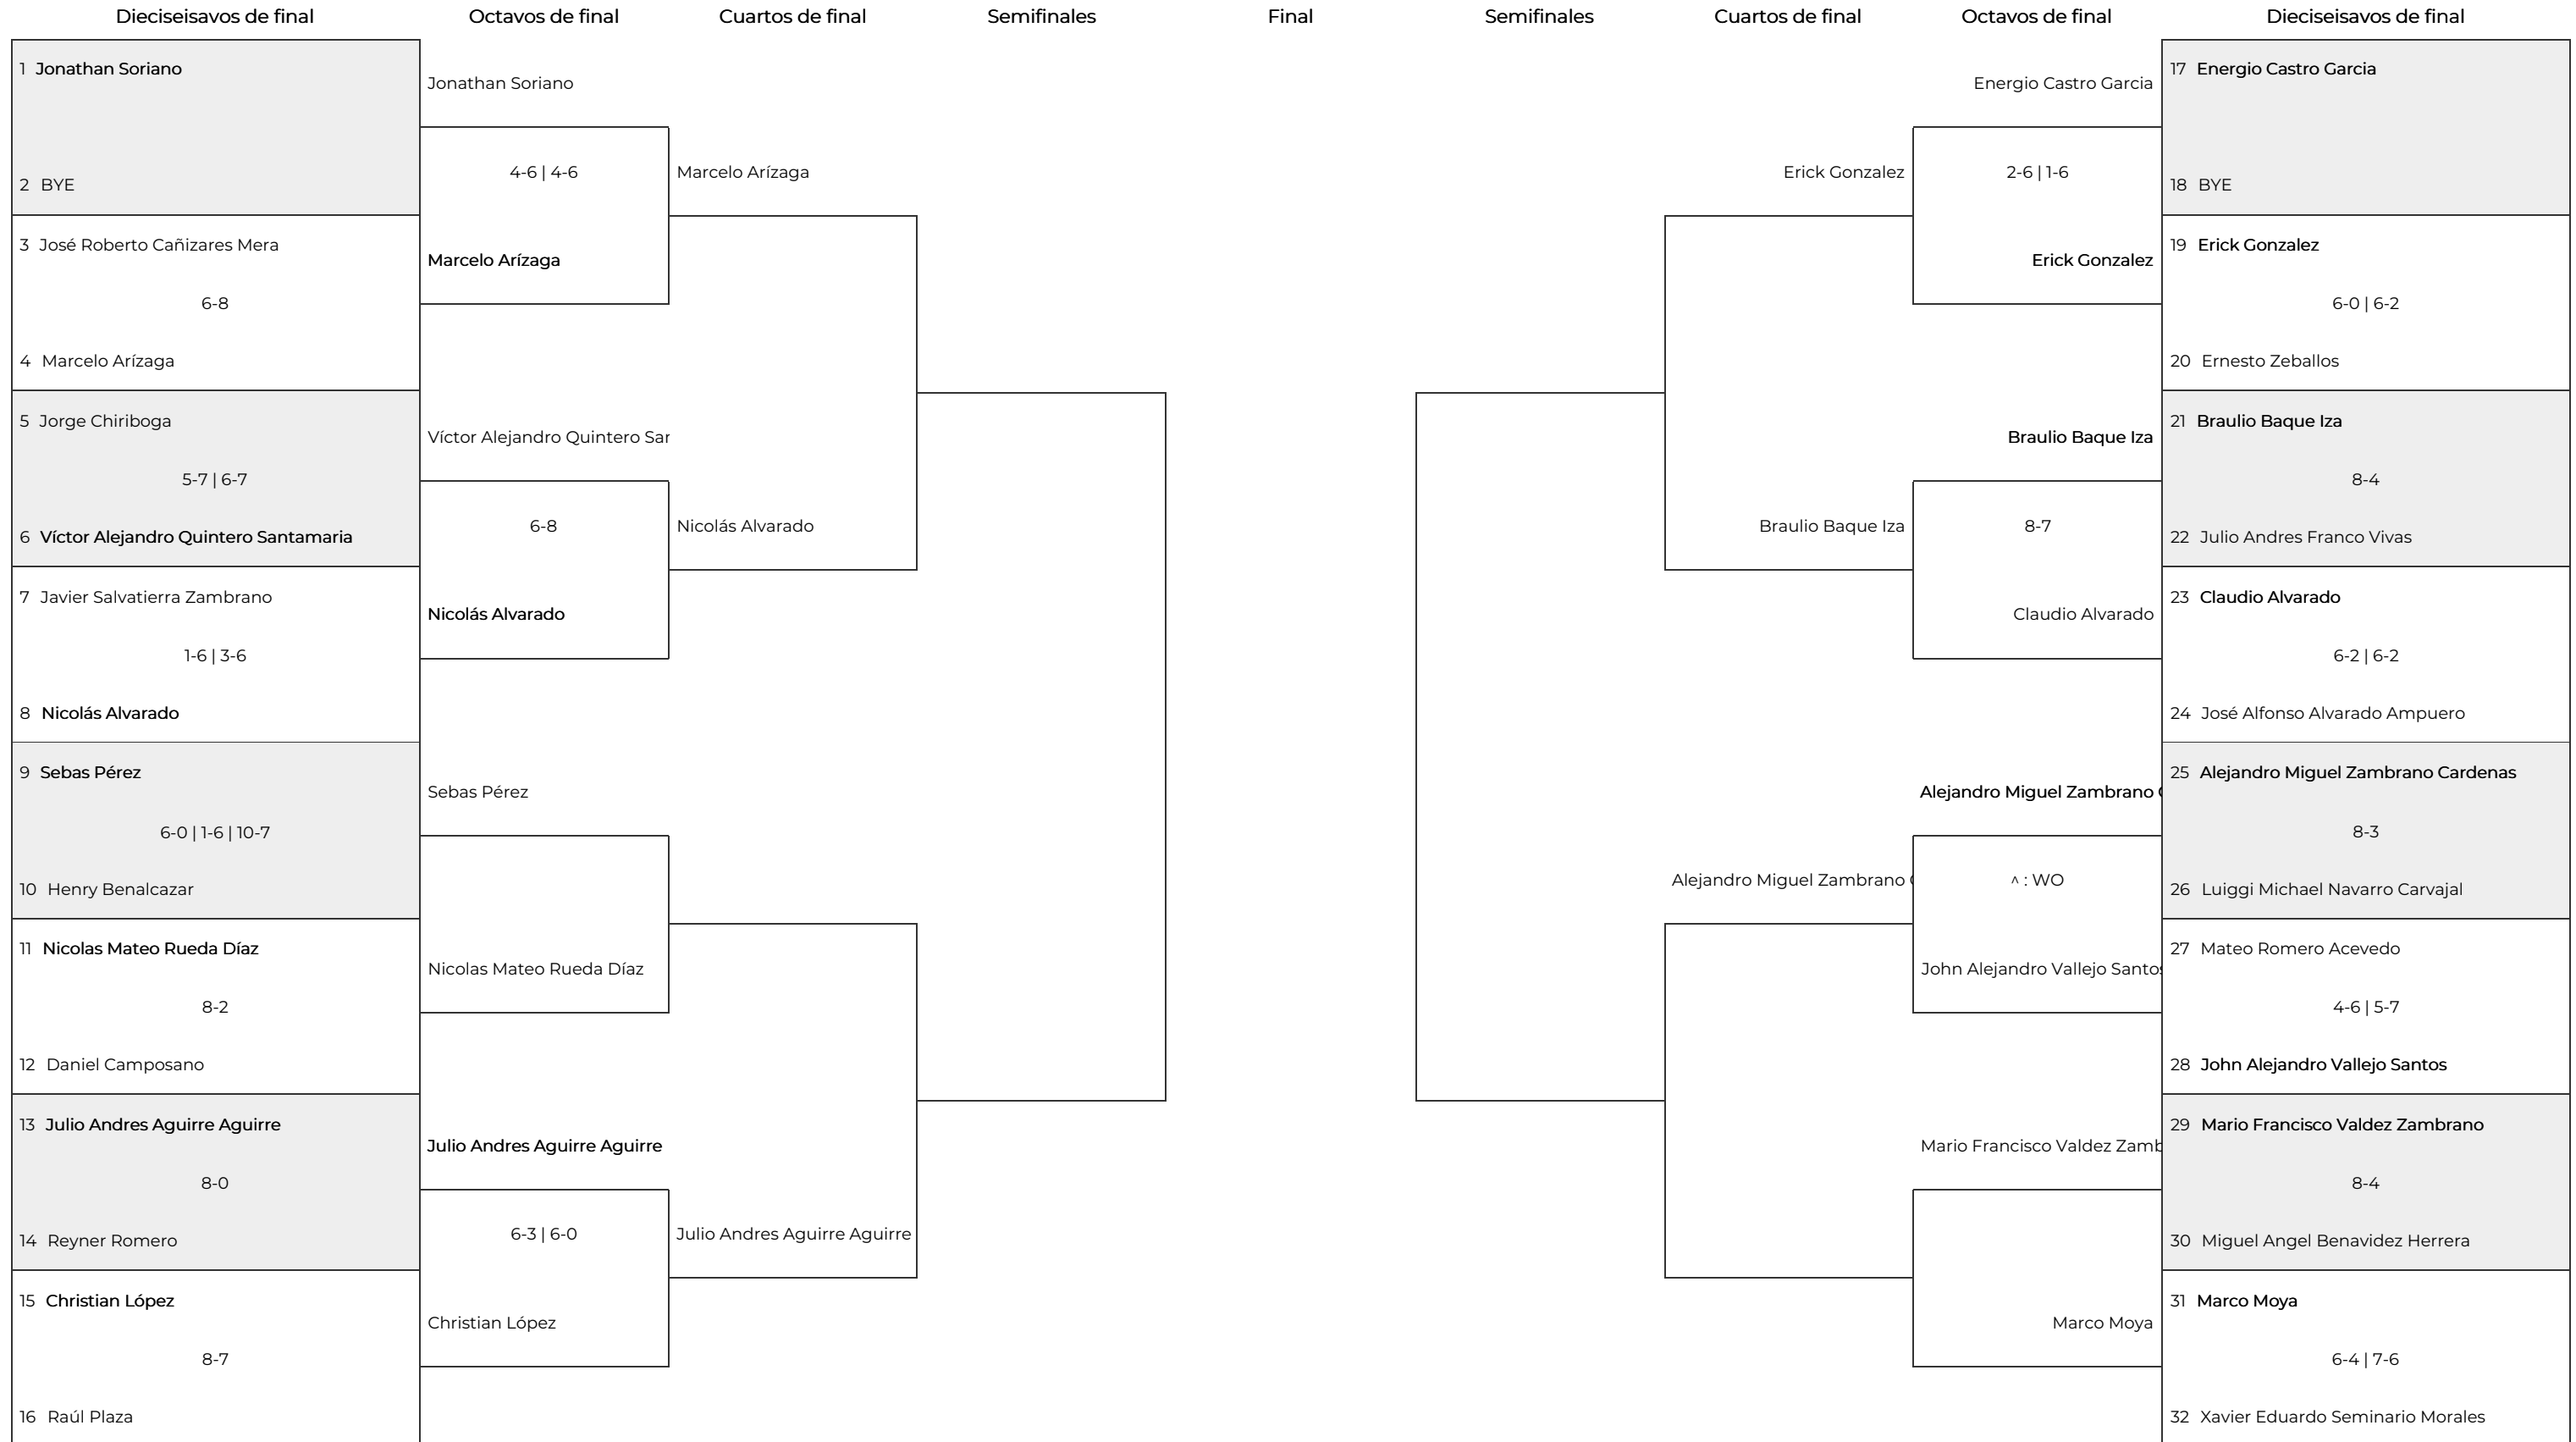 Dieciseisavos de final
Octavos de final
Cuartos de final
Semifinales
Final
Semifinales
Cuartos de final
Octavos de final
Dieciseisavos de final
1 Jonathan Soriano
2 BYE
3 José Roberto Cañizares Mera
6-8
4 Marcelo Arízaga
5 Jorge Chiriboga
5-7 | 6-7
6 Víctor Alejandro Quintero Santamaria
7 Javier Salvatierra Zambrano
1-6 | 3-6
8 Nicolás Alvarado
9 Sebas Pérez
6-0 | 1-6 | 10-7
10 Henry Benalcazar
11 Nicolas Mateo Rueda Díaz
8-2
12 Daniel Camposano
13 Julio Andres Aguirre Aguirre
8-0
14 Reyner Romero
15 Christian López
8-7
16 Raúl Plaza
Jonathan Soriano
4-6 | 4-6
Marcelo Arízaga
Víctor Alejandro Quintero Sar
6-8
Nicolás Alvarado
Sebas Pérez
Nicolas Mateo Rueda Díaz
Julio Andres Aguirre Aguirre
6-3 | 6-0
Christian López
Marcelo Arízaga
Nicolás Alvarado
Julio Andres Aguirre Aguirre
Erick Gonzalez
Braulio Baque Iza
Alejandro Miguel Zambrano
Energio Castro Garcia
2-6 | 1-6
Erick Gonzalez
Braulio Baque Iza
8-7
Claudio Alvarado
Alejandro Miguel Zambrano
^ : WO
John Alejandro Vallejo Santos
Mario Francisco Valdez Zamb
Marco Moya
17 Energio Castro Garcia
18 BYE
19 Erick Gonzalez
6-0 | 6-2
20 Ernesto Zeballos
21 Braulio Baque Iza
8-4
22 Julio Andres Franco Vivas
23 Claudio Alvarado
6-2 | 6-2
24 José Alfonso Alvarado Ampuero
25 Alejandro Miguel Zambrano Cardenas
8-3
26 Luiggi Michael Navarro Carvajal
27 Mateo Romero Acevedo
4-6 | 5-7
28 John Alejandro Vallejo Santos
29 Mario Francisco Valdez Zambrano
8-4
30 Miguel Angel Benavidez Herrera
31 Marco Moya
6-4 | 7-6
32 Xavier Eduardo Seminario Morales